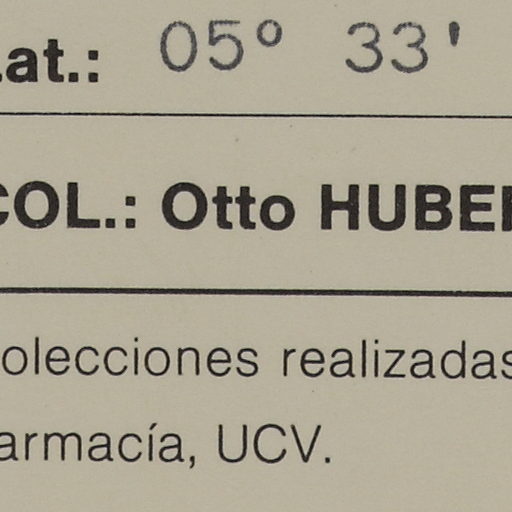 Lat.: 05° 33'
COL.: Otto HUBER
olecciones realizadas
armacía, UCV.